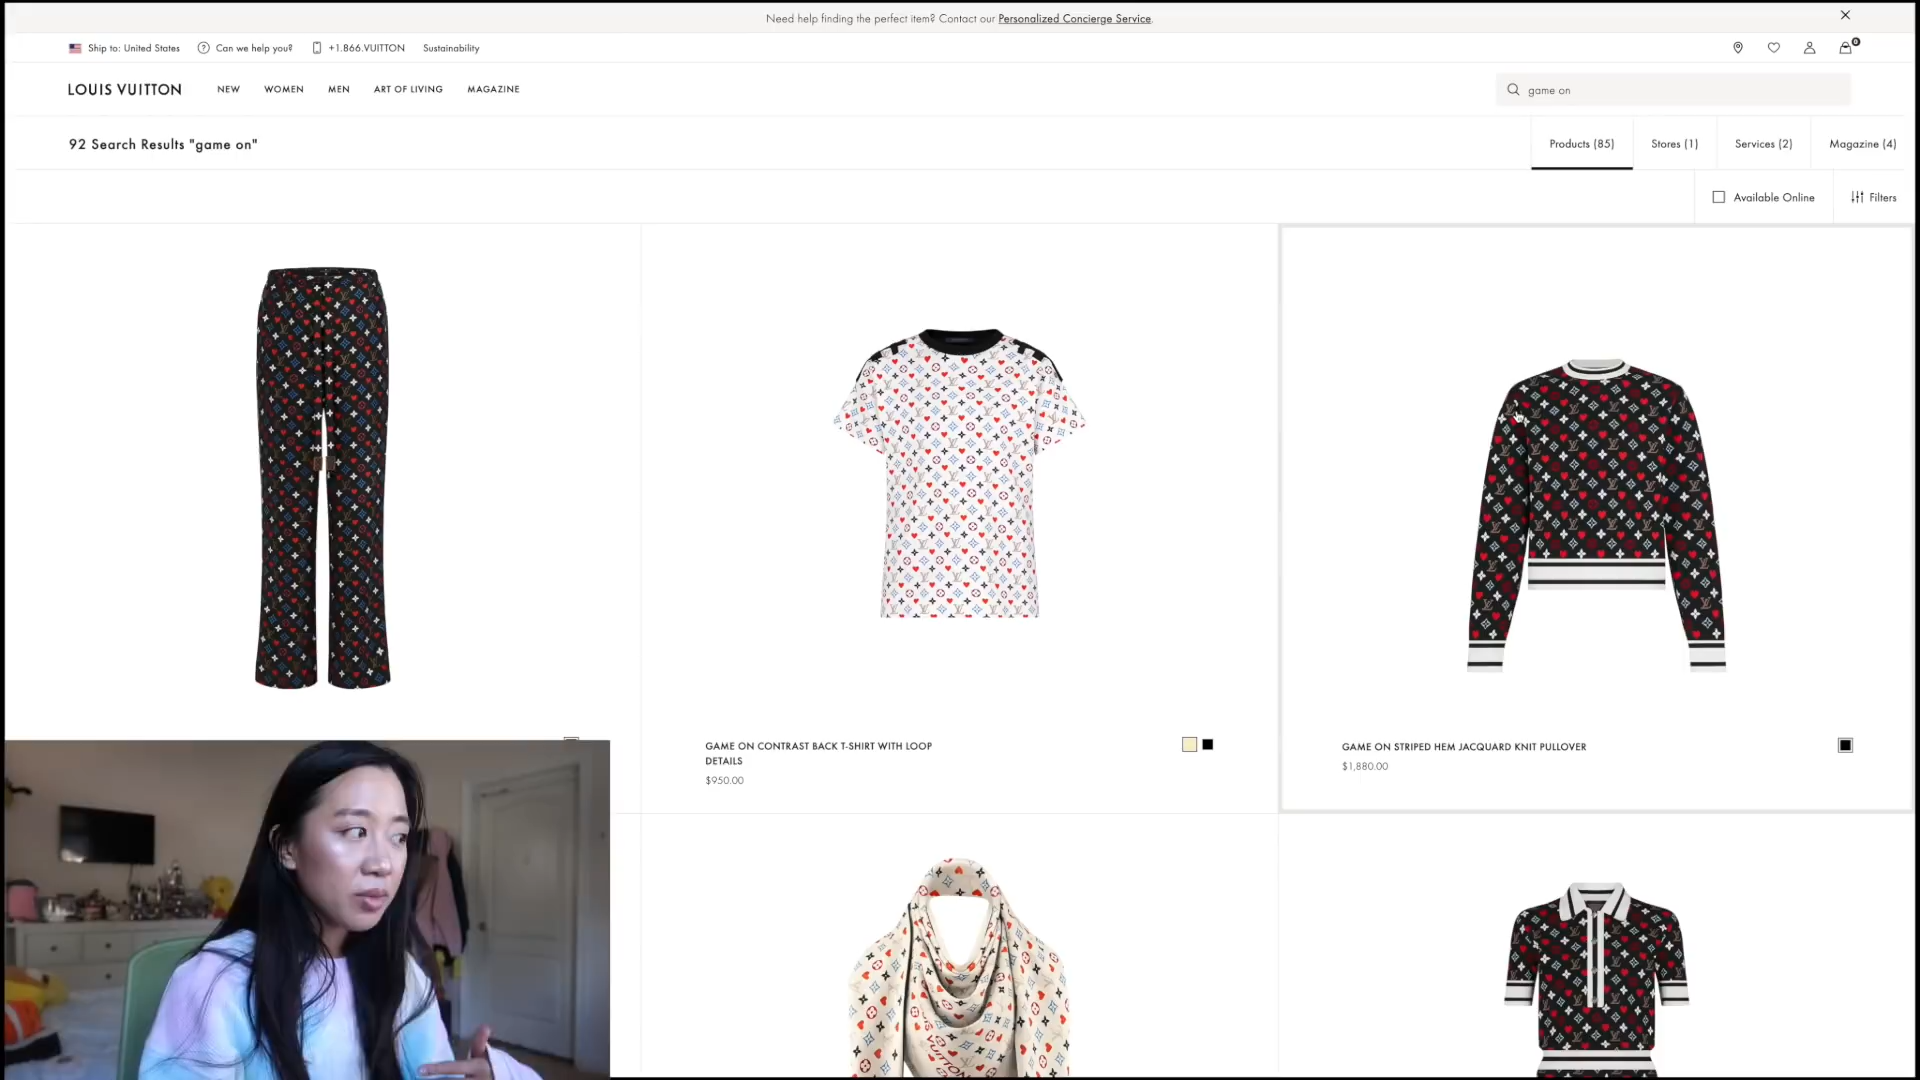 Need help finding the perfect item? Contact our Personalized Concierge Service.
Ship to: United States
Can we help you?
+1.866.VUITTON
Sustainability
0
LOUIS VUITTON
NEW
WOMEN
MEN
ART OF LIVING
MAGAZINE
game on
92 Search Results "game on"
Products (85)
Stores (1)
Services (2)
Magazine (4)
Available Online
Filters
GAME ON CONTRAST BACK T-SHIRT WITH LOOP
DETAILS
$950.00
GAME ON STRIPED HEM JACQUARD KNIT PULLOVER
$1,880.00